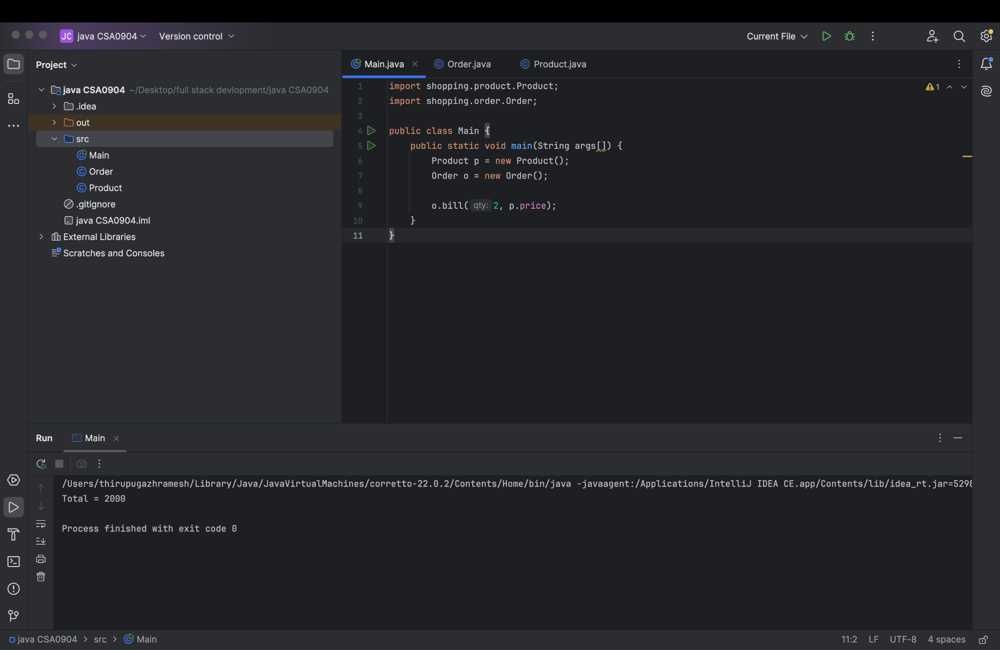 JC java CSA0904 Version control Current File
Project
java CSA0904 ~/Desktop/full stack devlopment/java CSA0904
.idea
out
src
Main
Order
Product
.gitignore
java CSA0904.iml
External Libraries
Scratches and Consoles
Main.java Order.java Product.java
1 import shopping.product.Product;
2 import shopping.order.Order;
3
4 public class Main {
5 public static void main(String args[]) {
6 Product p = new Product();
7 Order o = new Order();
8
9 o.bill( qty: 2, p.price);
10 }
11 }
1
Run Main
/Users/thirupugazhramesh/Library/Java/JavaVirtualMachines/corretto-22.0.2/Contents/Home/bin/java -javaagent:/Applications/IntelliJ IDEA CE.app/Contents/lib/idea_rt.jar=5298
Total = 2000
Process finished with exit code 0
java CSA0904 > src > Main 11:2 LF UTF-8 4 spaces